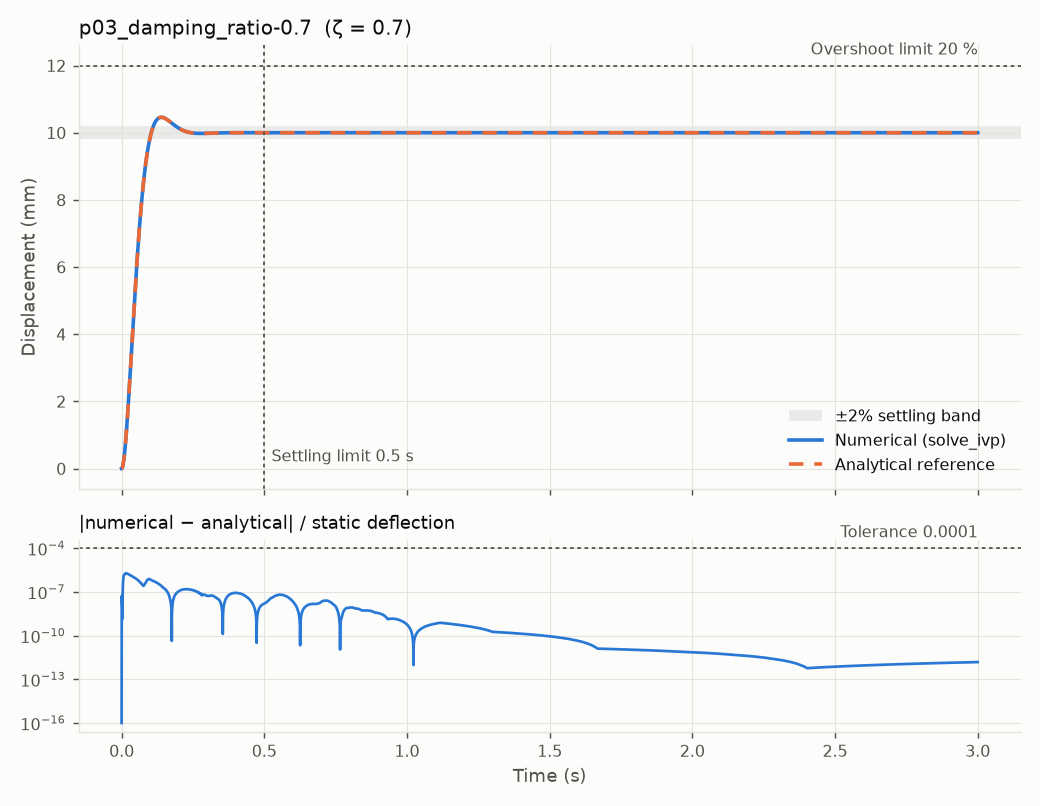 p03_damping_ratio-0.7  (ζ = 0.7)
Overshoot limit 20 %
12
10
8
6
4
2
0
Displacement (mm)
Settling limit 0.5 s
±2% settling band
Numerical (solve_ivp)
Analytical reference
|numerical − analytical| / static deflection
Tolerance 0.0001
10⁻⁴
10⁻⁷
10⁻¹⁰
10⁻¹³
10⁻¹⁶
0.0 0.5 1.0 1.5 2.0 2.5 3.0
Time (s)